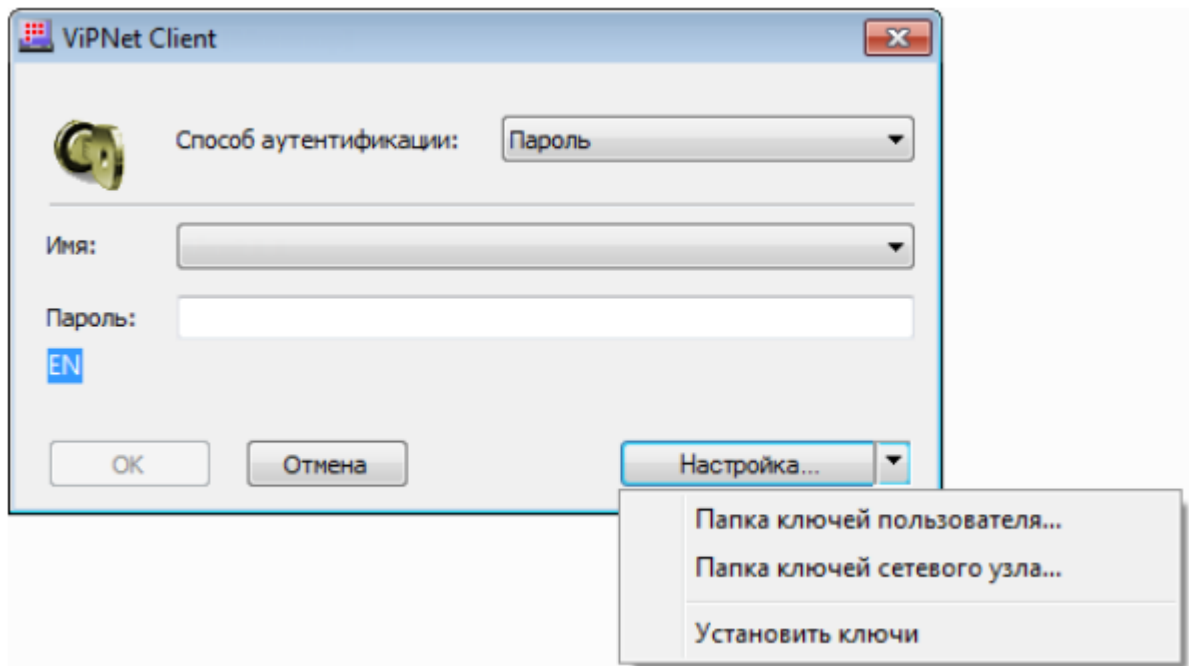 ViPNet Client
Способ аутентификации: Пароль
Имя:
Пароль:
EN
OK Отмена Настройка...
Папка ключей пользователя...
Папка ключей сетевого узла...
Установить ключи